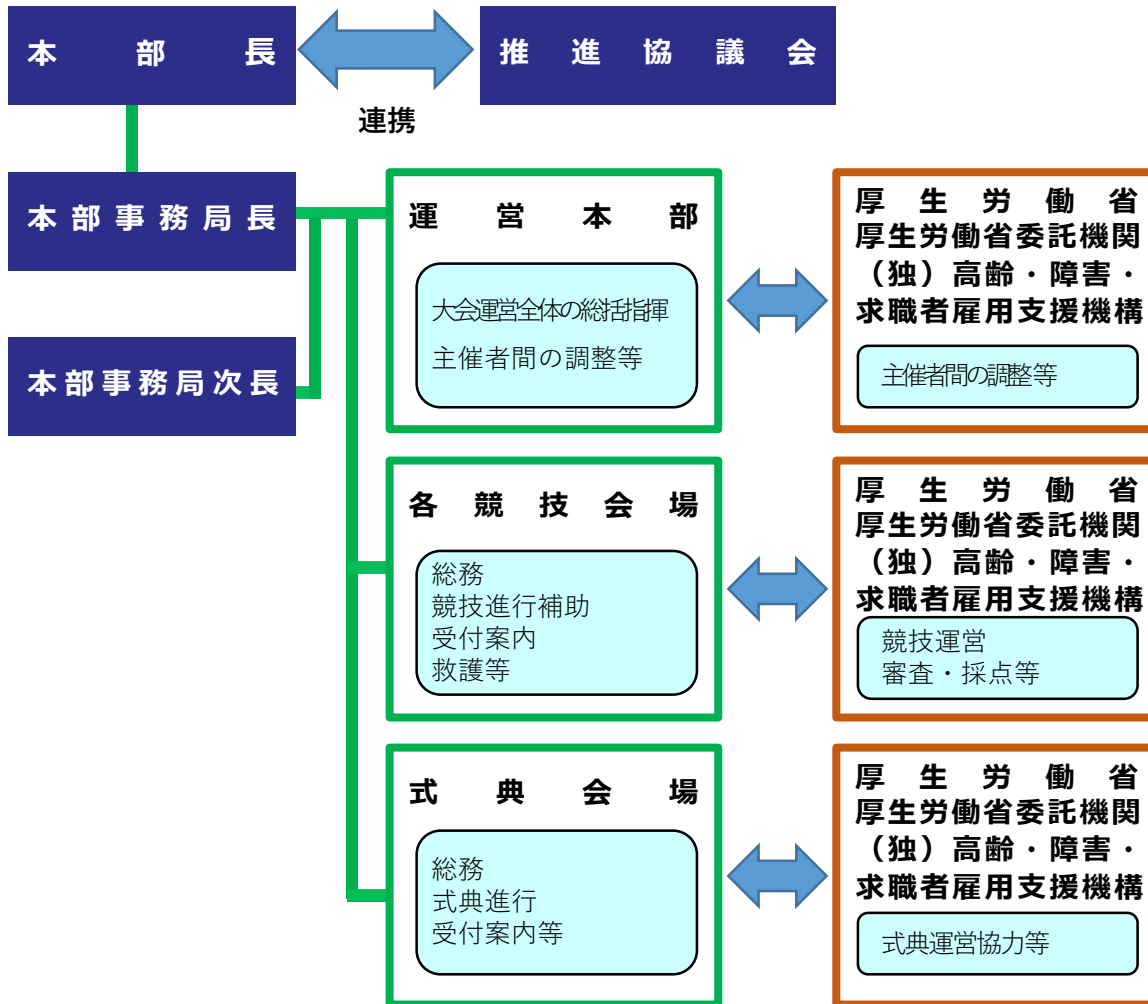 本部長
推進協議会
連携
本部事務局長
本部事務局次長
運営本部
大会運営全体の総括指揮
主催者間の調整等
厚生労働省
厚生労働省委託機関
（独）高齢・障害・
求職者雇用支援機構
主催者間の調整等
各競技会場
総務
競技進行補助
受付案内
救護等
厚生労働省
厚生労働省委託機関
（独）高齢・障害・
求職者雇用支援機構
競技運営
審査・採点等
式典会場
総務
式典進行
受付案内等
厚生労働省
厚生労働省委託機関
（独）高齢・障害・
求職者雇用支援機構
式典運営協力等